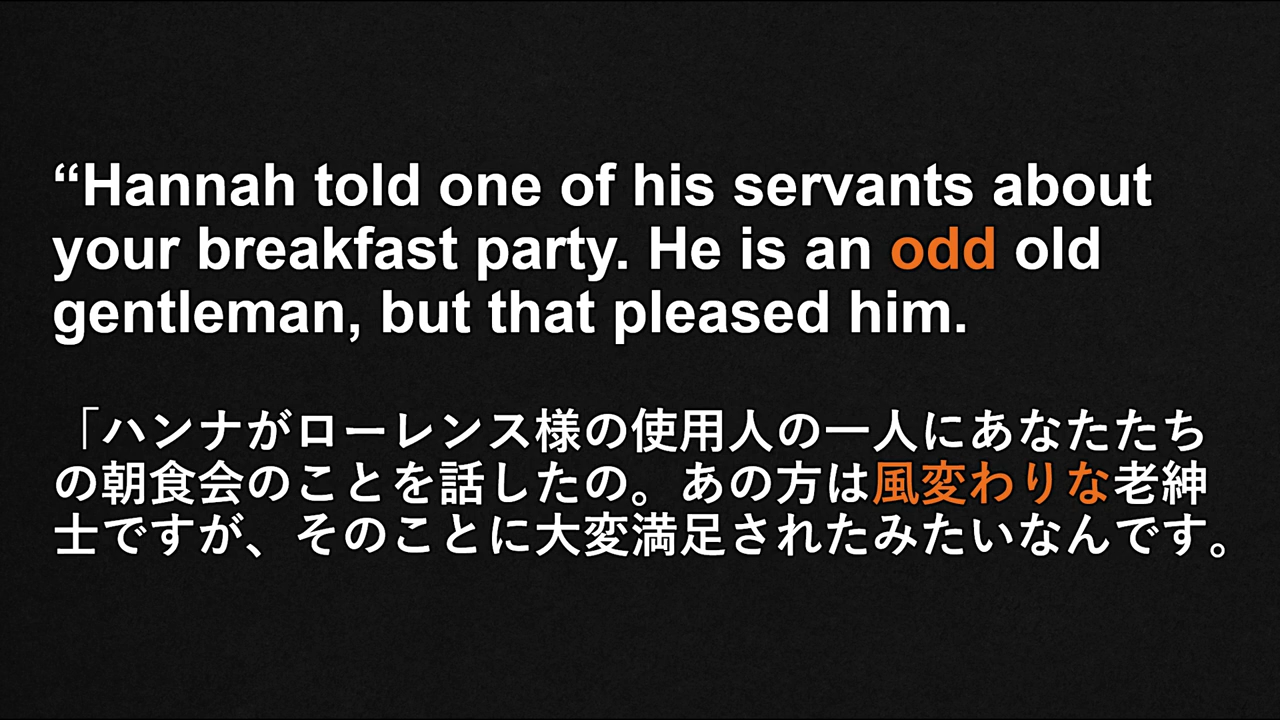 “Hannah told one of his servants about
your breakfast party. He is an odd old
gentleman, but that pleased him.
「ハンナがローレンス様の使用人の一人にあなたたち
の朝食会のことを話したの。あの方は風変わりな老紳
士ですが、そのことに大変満足されたみたいなんです。